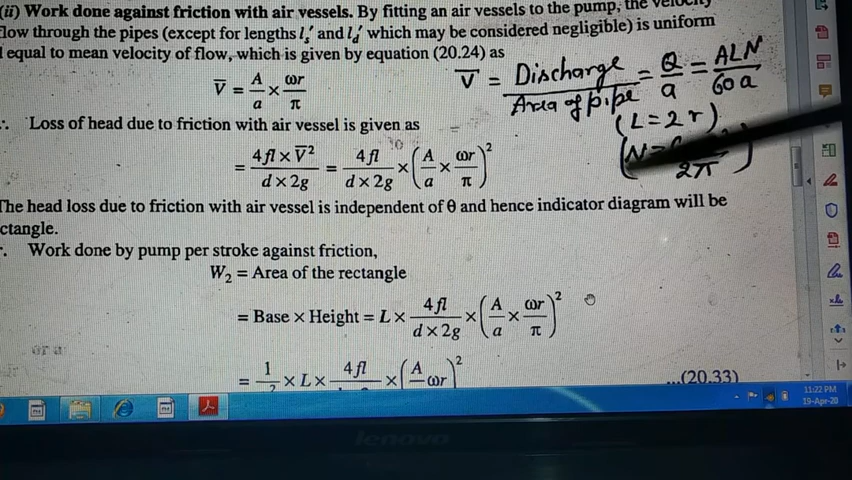 (ii) Work done against friction with air vessels. By fitting an air vessels to the pump, the velocity
flow through the pipes (except for lengths lₛ′ and l_d′ which may be considered negligible) is uniform
equal to mean velocity of flow, which is given by equation (20.24) as
V̄ = A/a × ωr/π
V̄ = Discharge/Area of pipe = Q/a = ALN/60a
(L = 2r)
∴ Loss of head due to friction with air vessel is given as
= 4fl × V̄²/d × 2g = 4fl/d × 2g × (A/a × ωr/π)²
(N = /2π)
The head loss due to friction with air vessel is independent of θ and hence indicator diagram will be
ctangle.
Work done by pump per stroke against friction,
W₂ = Area of the rectangle
= Base × Height = L × 4fl/d × 2g × (A/a × ωr/π)²
= 1/2 × L × 4fl × (A/a ωr)² ...(20.33)
11:22 PM
19-Apr-20
lenovo